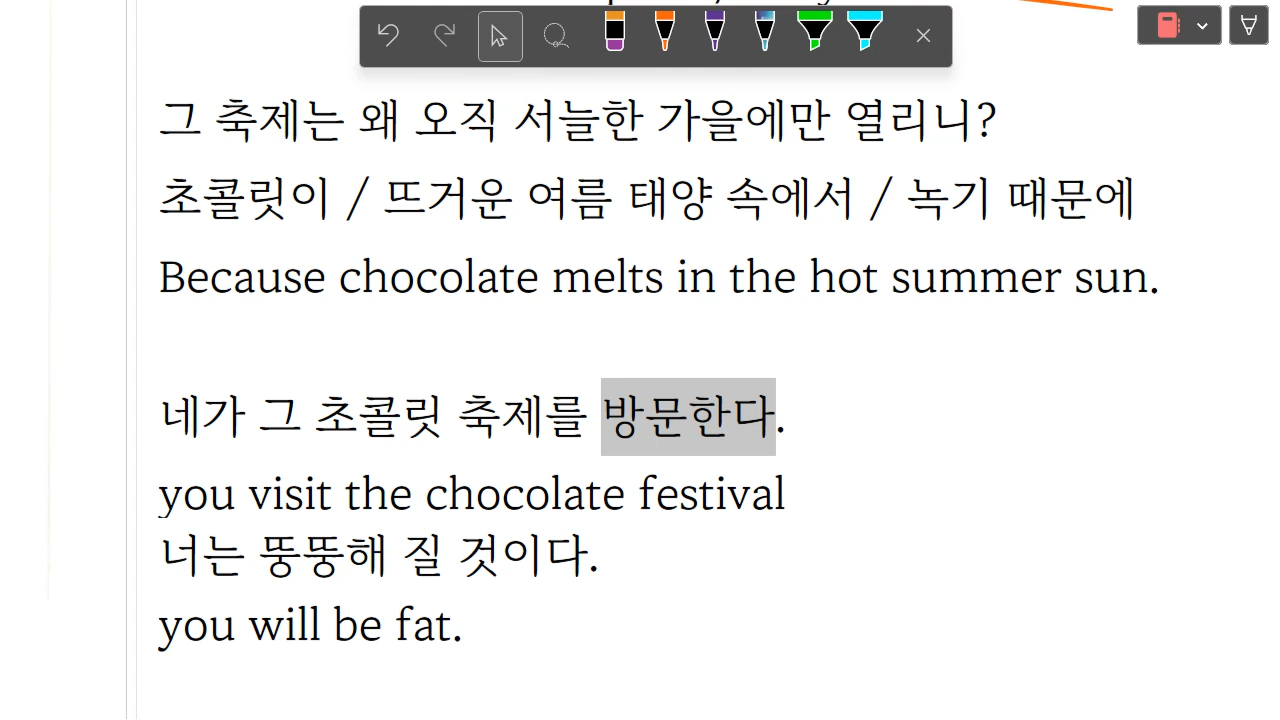 그 축제는 왜 오직 서늘한 가을에만 열리니?
초콜릿이 / 뜨거운 여름 태양 속에서 / 녹기 때문에
Because chocolate melts in the hot summer sun.
네가 그 초콜릿 축제를 방문한다.
you visit the chocolate festival
너는 뚱뚱해 질 것이다.
you will be fat.